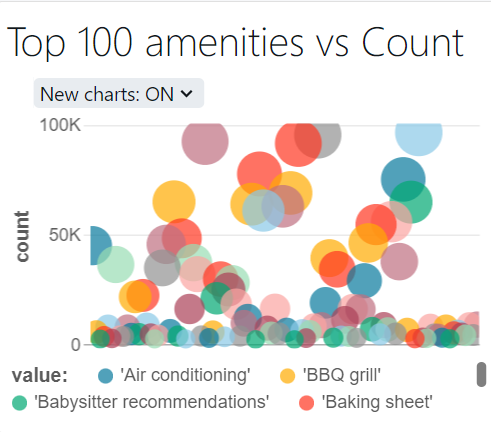 Top 100 amenities vs Count
New charts: ON
100K
50K
0
count
value: 'Air conditioning' 'BBQ grill'
'Babysitter recommendations' 'Baking sheet'